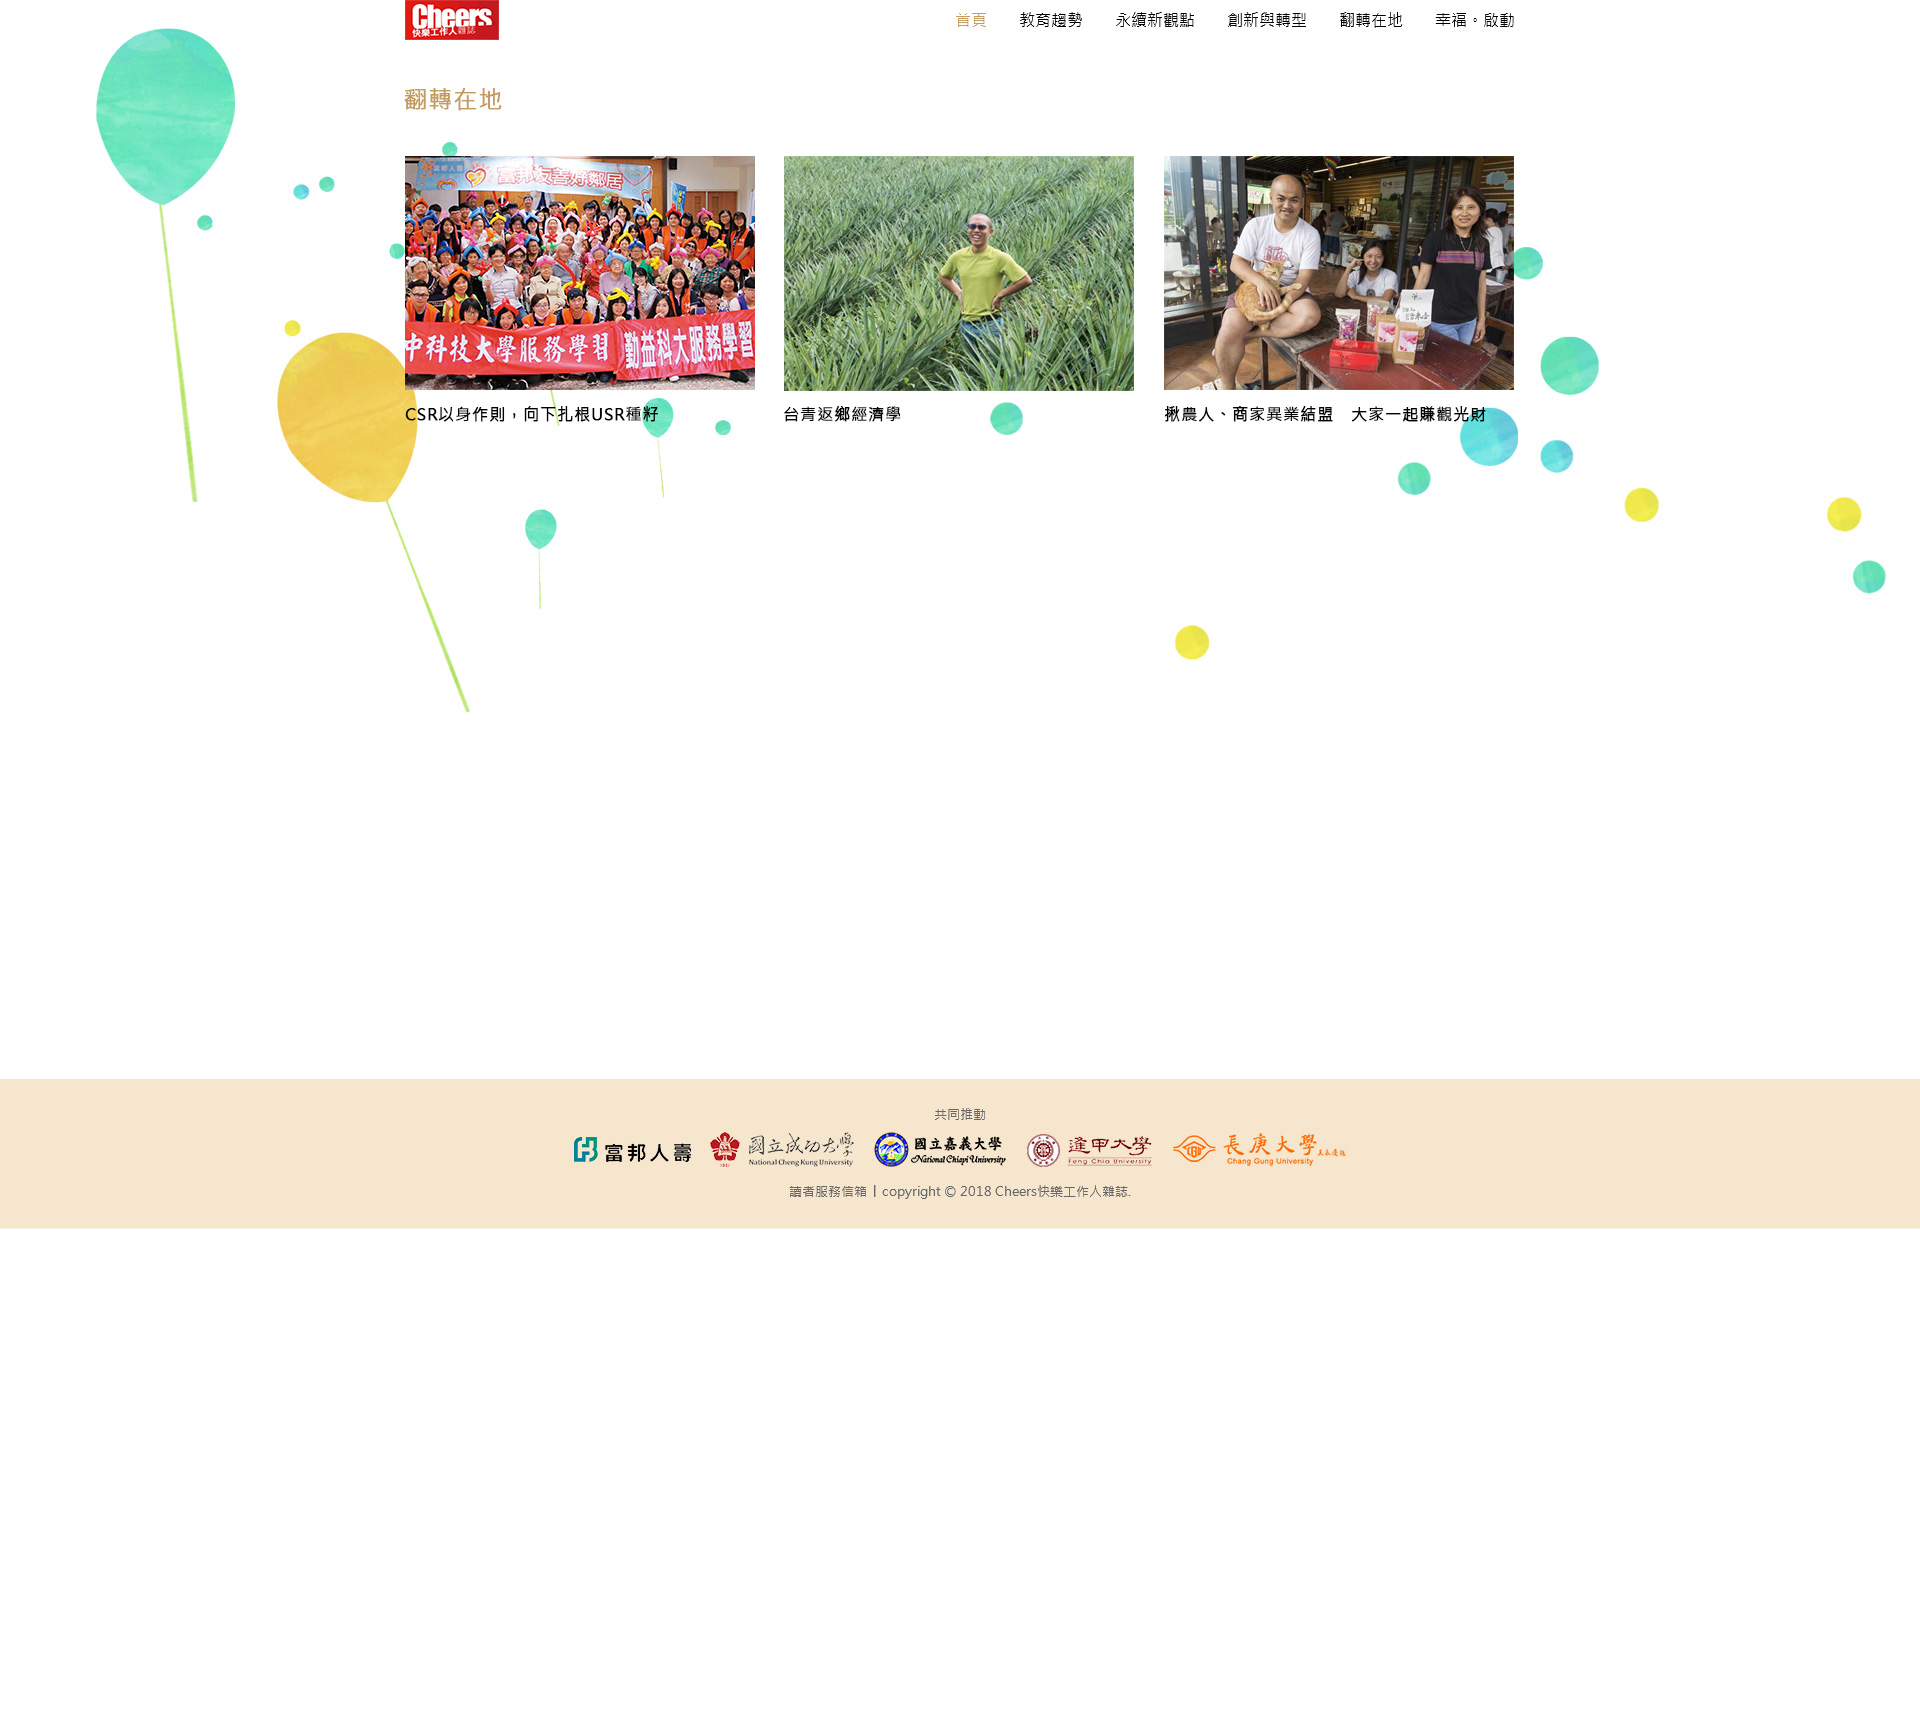 Cheers
快樂工作人雜誌
首頁
教育趨勢
永續新觀點
創新與轉型
翻轉在地
幸福。啟動
翻轉在地
富邦人壽
富邦友善好鄰居
中科技大學服務學習
勤益科大服務學習
CSR以身作則，向下扎根USR種籽
台青返鄉經濟學
揪農人、商家異業結盟　大家一起賺觀光財
共同推動
富邦人壽
國立成功大學
National Cheng Kung University
國立嘉義大學
National Chiayi University
逢甲大學
Feng Chia University
長庚大學
Chang Gung University
讀者服務信箱 | copyright © 2018 Cheers快樂工作人雜誌.